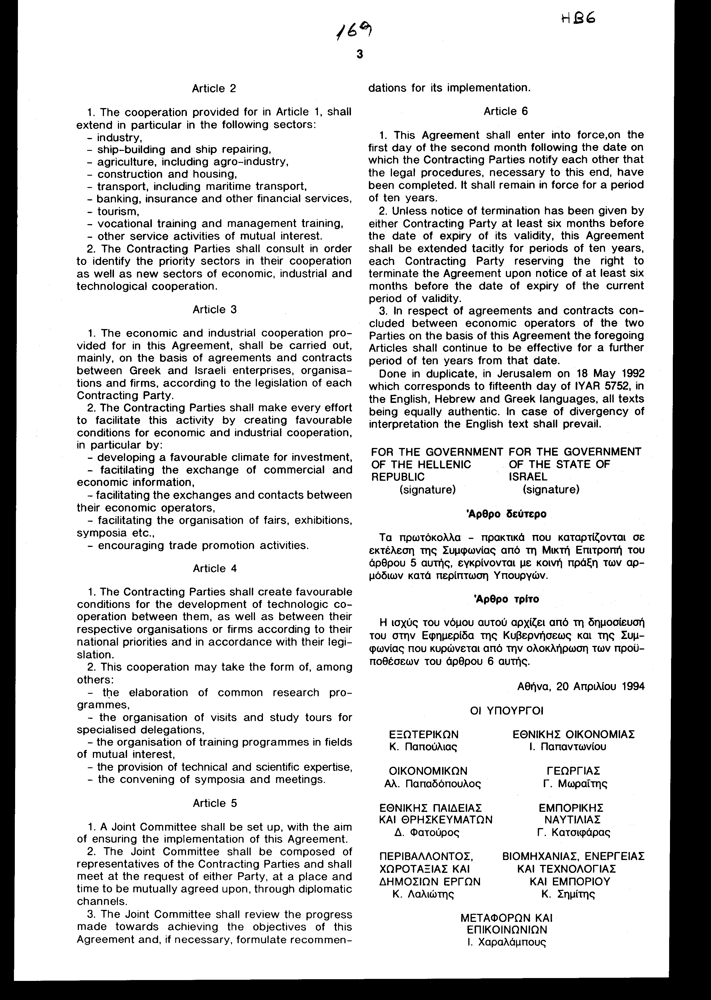 169
HB6
3
Article 2
1. The cooperation provided for in Article 1, shall
extend in particular in the following sectors:
- industry,
- ship-building and ship repairing,
- agriculture, including agro-industry,
- construction and housing,
- transport, including maritime transport,
- banking, insurance and other financial services,
- tourism,
- vocational training and management training,
- other service activities of mutual interest.
2. The Contracting Parties shall consult in order
to identify the priority sectors in their cooperation
as well as new sectors of economic, industrial and
technological cooperation.
Article 3
1. The economic and industrial cooperation pro-
vided for in this Agreement, shall be carried out,
mainly, on the basis of agreements and contracts
between Greek and Israeli enterprises, organisa-
tions and firms, according to the legislation of each
Contracting Party.
2. The Contracting Parties shall make every effort
to facilitate this activity by creating favourable
conditions for economic and industrial cooperation,
in particular by:
- developing a favourable climate for investment,
- facitilating the exchange of commercial and
economic information,
- facilitating the exchanges and contacts between
their economic operators,
- facilitating the organisation of fairs, exhibitions,
symposia etc.,
- encouraging trade promotion activities.
Article 4
1. The Contracting Parties shall create favourable
conditions for the development of technologic co-
operation between them, as well as between their
respective organisations or firms according to their
national priorities and in accordance with their legi-
slation.
2. This cooperation may take the form of, among
others:
- the elaboration of common research pro-
grammes,
- the organisation of visits and study tours for
specialised delegations,
- the organisation of training programmes in fields
of mutual interest,
- the provision of technical and scientific expertise,
- the convening of symposia and meetings.
Article 5
1. A Joint Committee shall be set up, with the aim
of ensuring the implementation of this Agreement.
2. The Joint Committee shall be composed of
representatives of the Contracting Parties and shall
meet at the request of either Party, at a place and
time to be mutually agreed upon, through diplomatic
channels.
3. The Joint Committee shall review the progress
made towards achieving the objectives of this
Agreement and, if necessary, formulate recommen-
dations for its implementation.
Article 6
1. This Agreement shall enter into force,on the
first day of the second month following the date on
which the Contracting Parties notify each other that
the legal procedures, necessary to this end, have
been completed. It shall remain in force for a period
of ten years.
2. Unless notice of termination has been given by
either Contracting Party at least six months before
the date of expiry of its validity, this Agreement
shall be extended tacitly for periods of ten years,
each Contracting Party reserving the right to
terminate the Agreement upon notice of at least six
months before the date of expiry of the current
period of validity.
3. In respect of agreements and contracts con-
cluded between economic operators of the two
Parties on the basis of this Agreement the foregoing
Articles shall continue to be effective for a further
period of ten years from that date.
Done in duplicate, in Jerusalem on 18 May 1992
which corresponds to fifteenth day of IYAR 5752, in
the English, Hebrew and Greek languages, all texts
being equally authentic. In case of divergency of
interpretation the English text shall prevail.
FOR THE GOVERNMENT FOR THE GOVERNMENT
OF THE HELLENIC OF THE STATE OF
REPUBLIC ISRAEL
(signature) (signature)
Άρθρο δεύτερο
Τα πρωτόκολλα - πρακτικά που καταρτίζονται σε
εκτέλεση της Συμφωνίας από τη Μικτή Επιτροπή του
άρθρου 5 αυτής, εγκρίνονται με κοινή πράξη των αρ-
μόδιων κατά περίπτωση Υπουργών.
Άρθρο τρίτο
Η ισχύς του νόμου αυτού αρχίζει από τη δημοσίευσή
του στην Εφημερίδα της Κυβερνήσεως και της Συμ-
φωνίας που κυρώνεται από την ολοκλήρωση των προϋ-
ποθέσεων του άρθρου 6 αυτής.
Αθήνα, 20 Απριλίου 1994
ΟΙ ΥΠΟΥΡΓΟΙ
ΕΞΩΤΕΡΙΚΩΝ ΕΘΝΙΚΗΣ ΟΙΚΟΝΟΜΙΑΣ
Κ. Παπούλιας Ι. Παπαντωνίου
ΟΙΚΟΝΟΜΙΚΩΝ ΓΕΩΡΓΙΑΣ
Αλ. Παπαδόπουλος Γ. Μωραΐτης
ΕΘΝΙΚΗΣ ΠΑΙΔΕΙΑΣ ΕΜΠΟΡΙΚΗΣ
ΚΑΙ ΘΡΗΣΚΕΥΜΑΤΩΝ ΝΑΥΤΙΛΙΑΣ
Δ. Φατούρος Γ. Κατσιφάρας
ΠΕΡΙΒΑΛΛΟΝΤΟΣ, ΒΙΟΜΗΧΑΝΙΑΣ, ΕΝΕΡΓΕΙΑΣ
ΧΩΡΟΤΑΞΙΑΣ ΚΑΙ ΚΑΙ ΤΕΧΝΟΛΟΓΙΑΣ
ΔΗΜΟΣΙΩΝ ΕΡΓΩΝ ΚΑΙ ΕΜΠΟΡΙΟΥ
Κ. Λαλιώτης Κ. Σημίτης
ΜΕΤΑΦΟΡΩΝ ΚΑΙ
ΕΠΙΚΟΙΝΩΝΙΩΝ
Ι. Χαραλάμπους